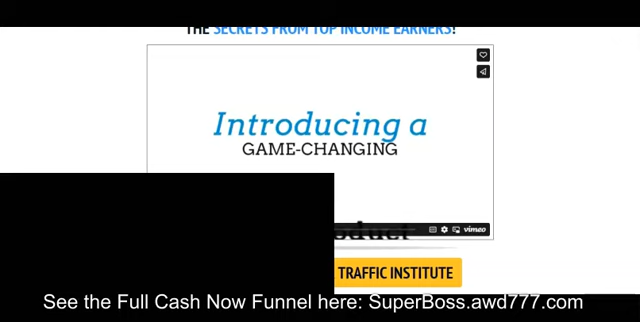 THE SECRETS FROM TOP INCOME EARNERS!
Introducing a
GAME-CHANGING
vimeo
TRAFFIC INSTITUTE
See the Full Cash Now Funnel here: SuperBoss.awd777.com